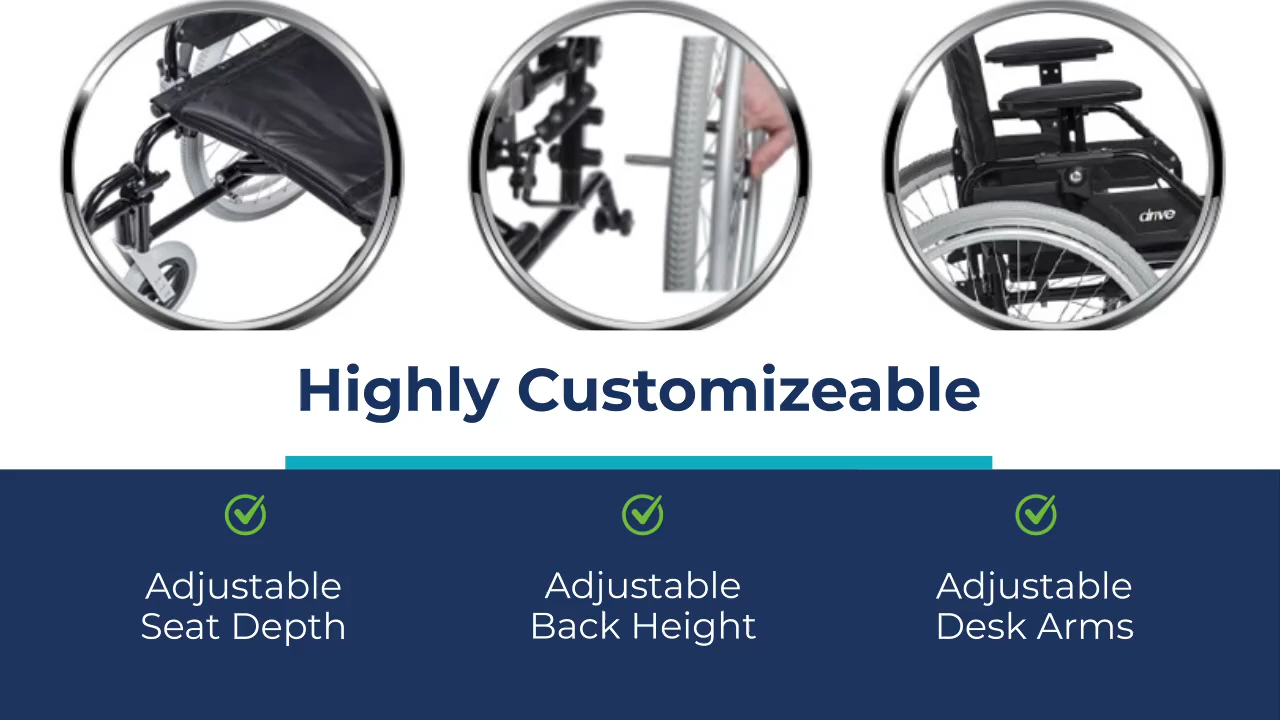 drive
Highly Customizeable
Adjustable
Seat Depth
Adjustable
Back Height
Adjustable
Desk Arms